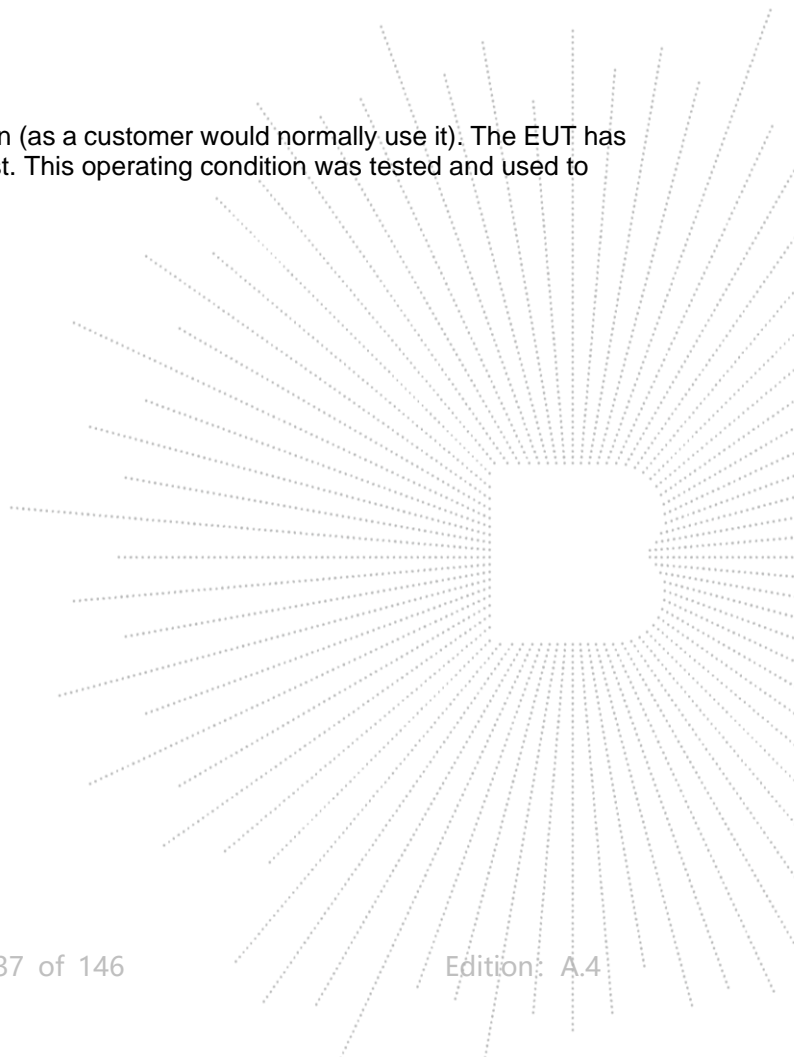 n (as a customer would normally use it). The EUT has
st. This operating condition was tested and used to
37 of 146 Edition: A.4